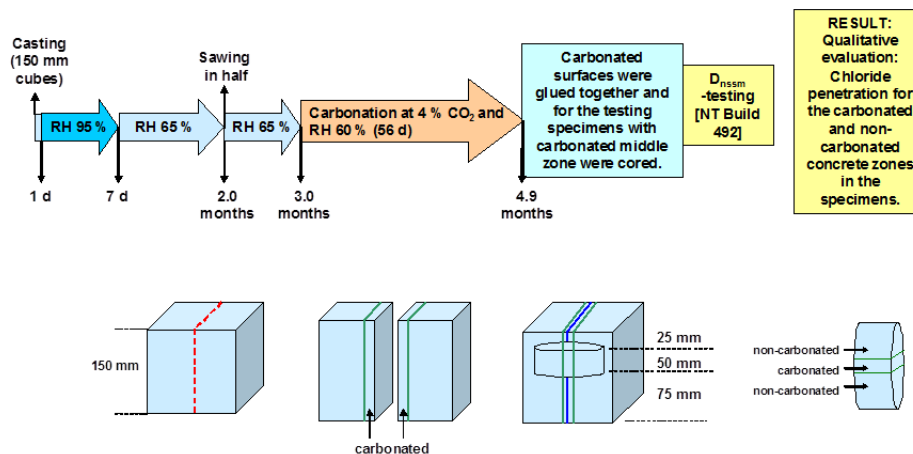 Casting
(150 mm
cubes)
RH 95 %
RH 65 %
Sawing
in half
RH 65 %
Carbonation at 4 % CO₂ and
RH 60 % (56 d)
1 d
7 d
2.0
months
3.0
months
4.9
months
Carbonated
surfaces were
glued together and
for the testing
specimens with
carbonated middle
zone were cored.
Dnssm
-testing
[NT Build
492]
RESULT:
Qualitative
evaluation:
Chloride
penetration for
the carbonated
and non-
carbonated
concrete zones
in the
specimens.
150 mm
carbonated
25 mm
50 mm
75 mm
non-carbonated
carbonated
non-carbonated